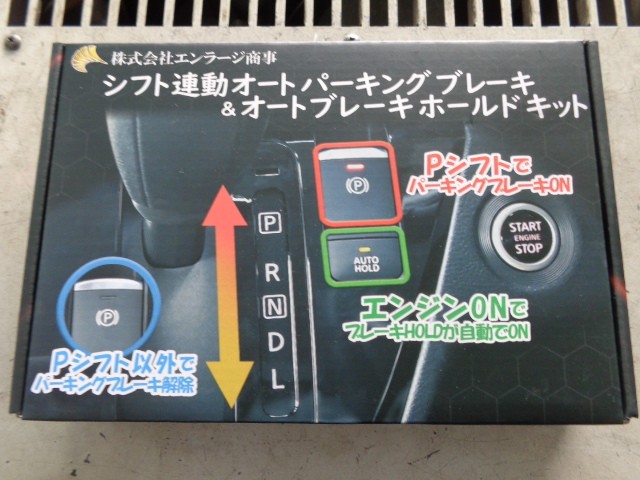 株式会社エンラージ商事
シフト連動オートパーキングブレーキ
&オートブレーキホールドキット
Pシフトで
パーキングブレーキON
P
AUTO
HOLD
START
ENGINE
STOP
P
R
N
D
L
エンジンONで
ブレーキHOLDが自動でON
P
Pシフト以外で
パーキングブレーキ解除